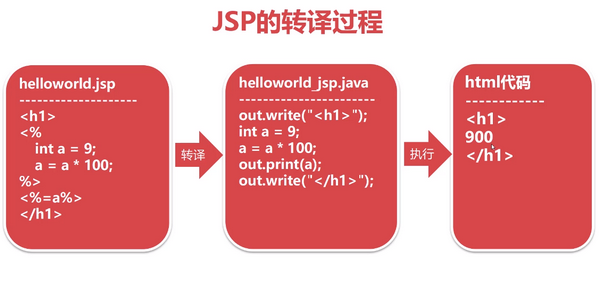 JSP的转译过程
helloworld.jsp
--------------------
<h1>
<%
int a = 9;
a = a * 100;
%>
<%=a%>
</h1>
转译
helloworld_jsp.java
-----------------------
out.write("<h1>");
int a = 9;
a = a * 100;
out.print(a);
out.write("</h1>");
执行
html代码
-------------
<h1>
900
</h1>